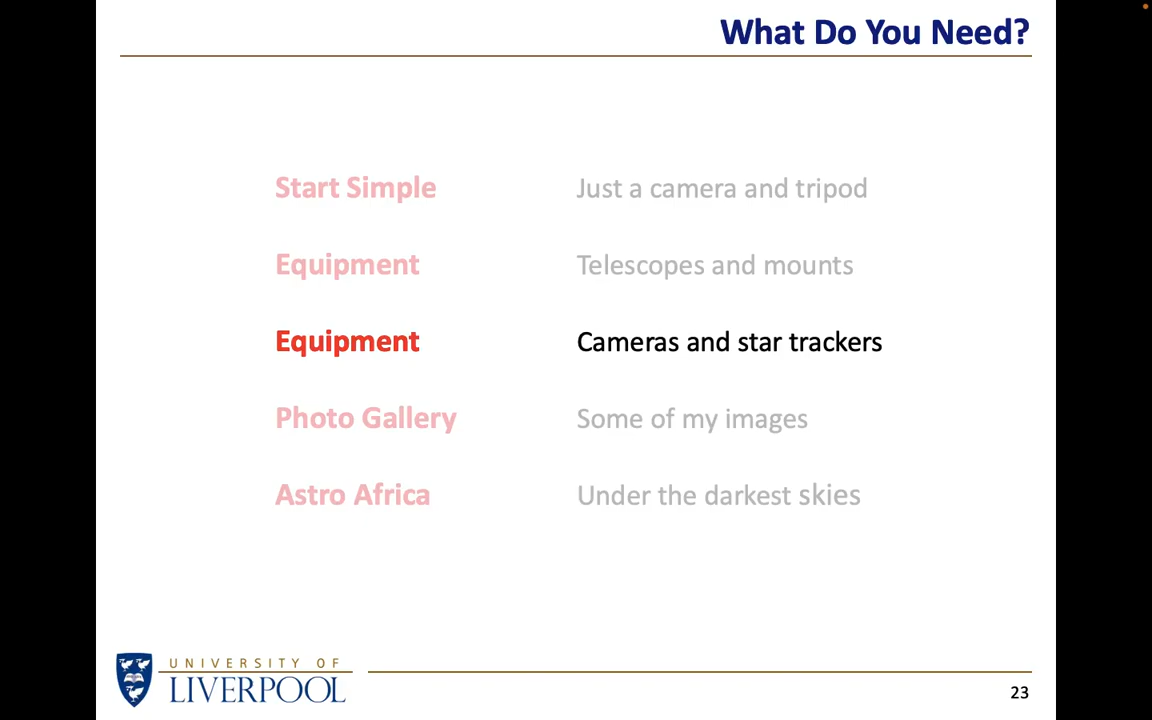 What Do You Need?
Start Simple Just a camera and tripod
Equipment Telescopes and mounts
Equipment Cameras and star trackers
Photo Gallery Some of my images
Astro Africa Under the darkest skies
UNIVERSITY OF
LIVERPOOL
23